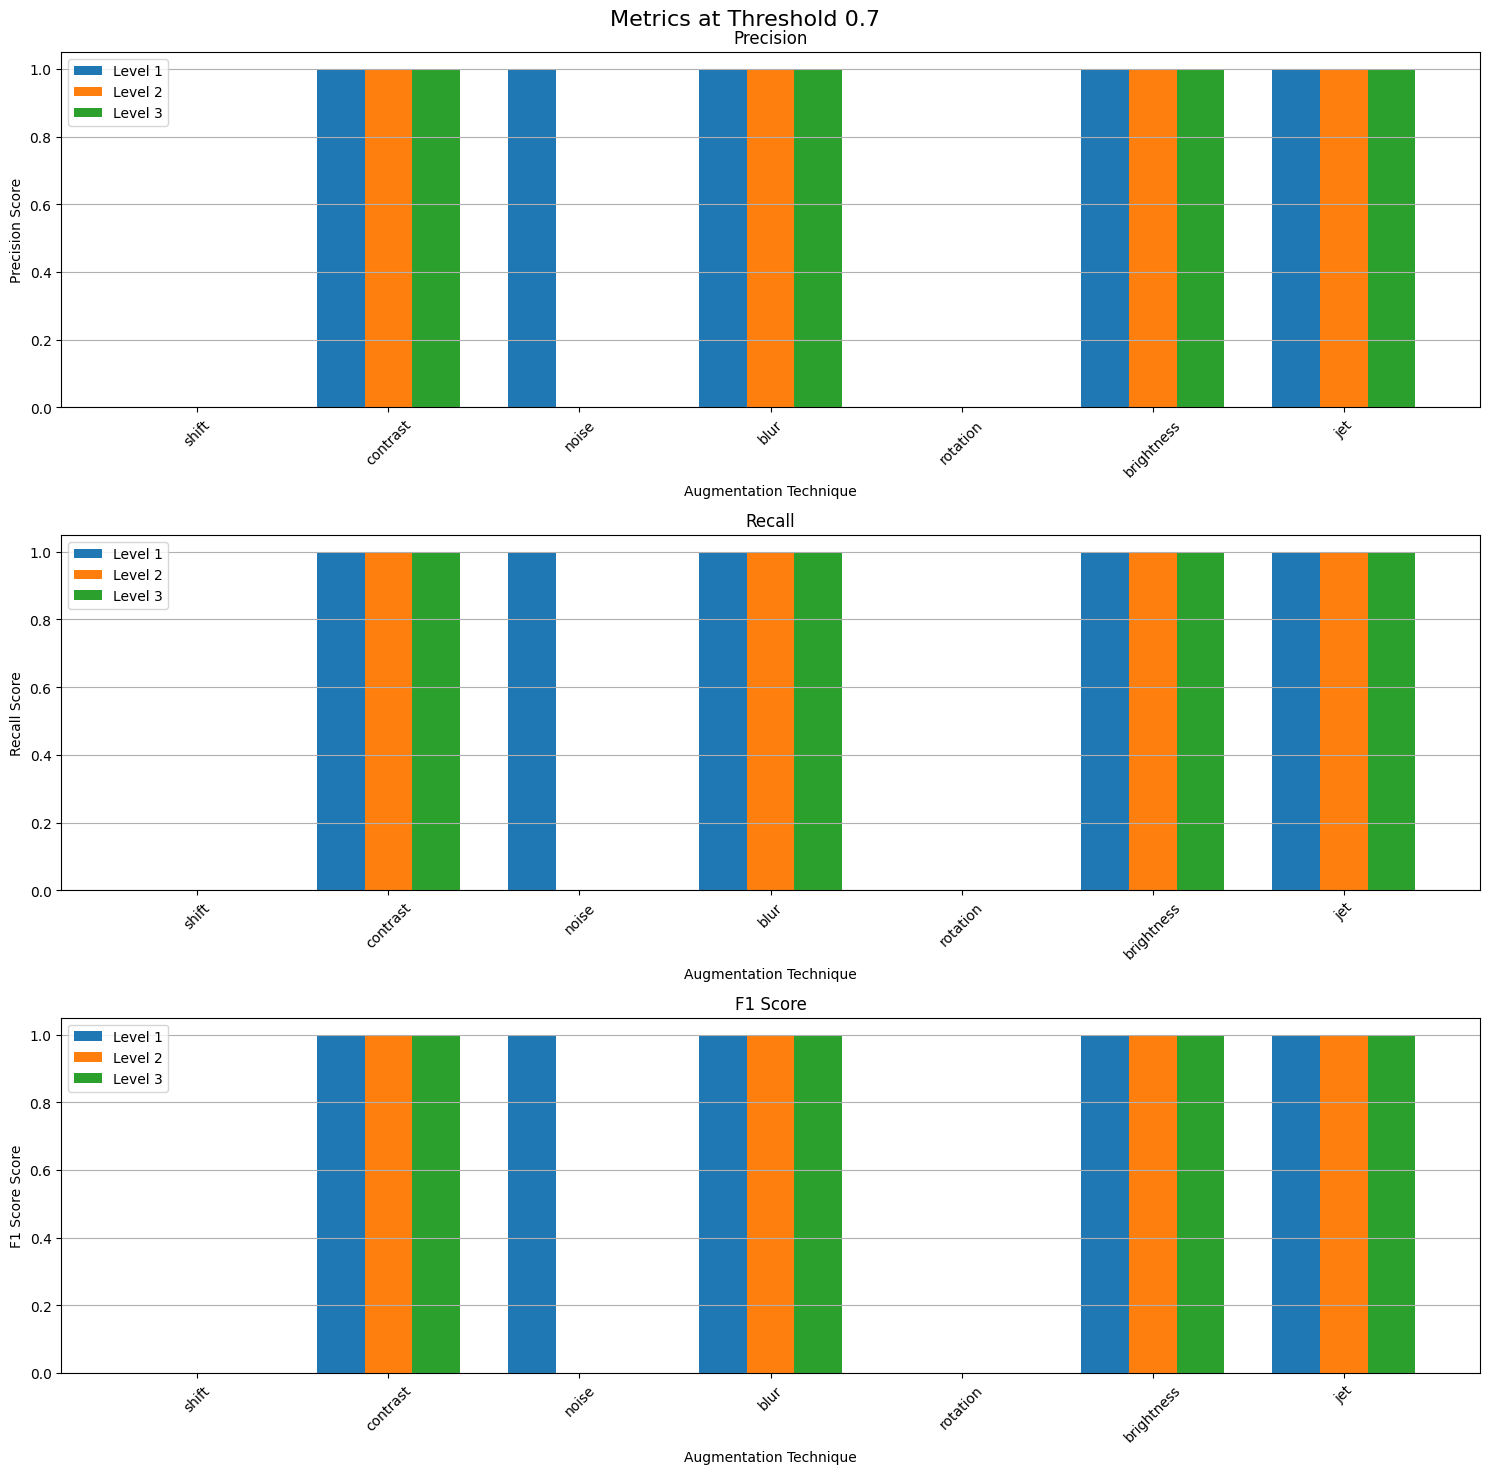 Metrics at Threshold 0.7
Precision
Level 1
Level 2
Level 3
Precision Score
1.0
0.8
0.6
0.4
0.2
0.0
shift contrast noise blur rotation brightness jet
Augmentation Technique
Recall
Level 1
Level 2
Level 3
Recall Score
1.0
0.8
0.6
0.4
0.2
0.0
shift contrast noise blur rotation brightness jet
Augmentation Technique
F1 Score
Level 1
Level 2
Level 3
F1 Score Score
1.0
0.8
0.6
0.4
0.2
0.0
shift contrast noise blur rotation brightness jet
Augmentation Technique